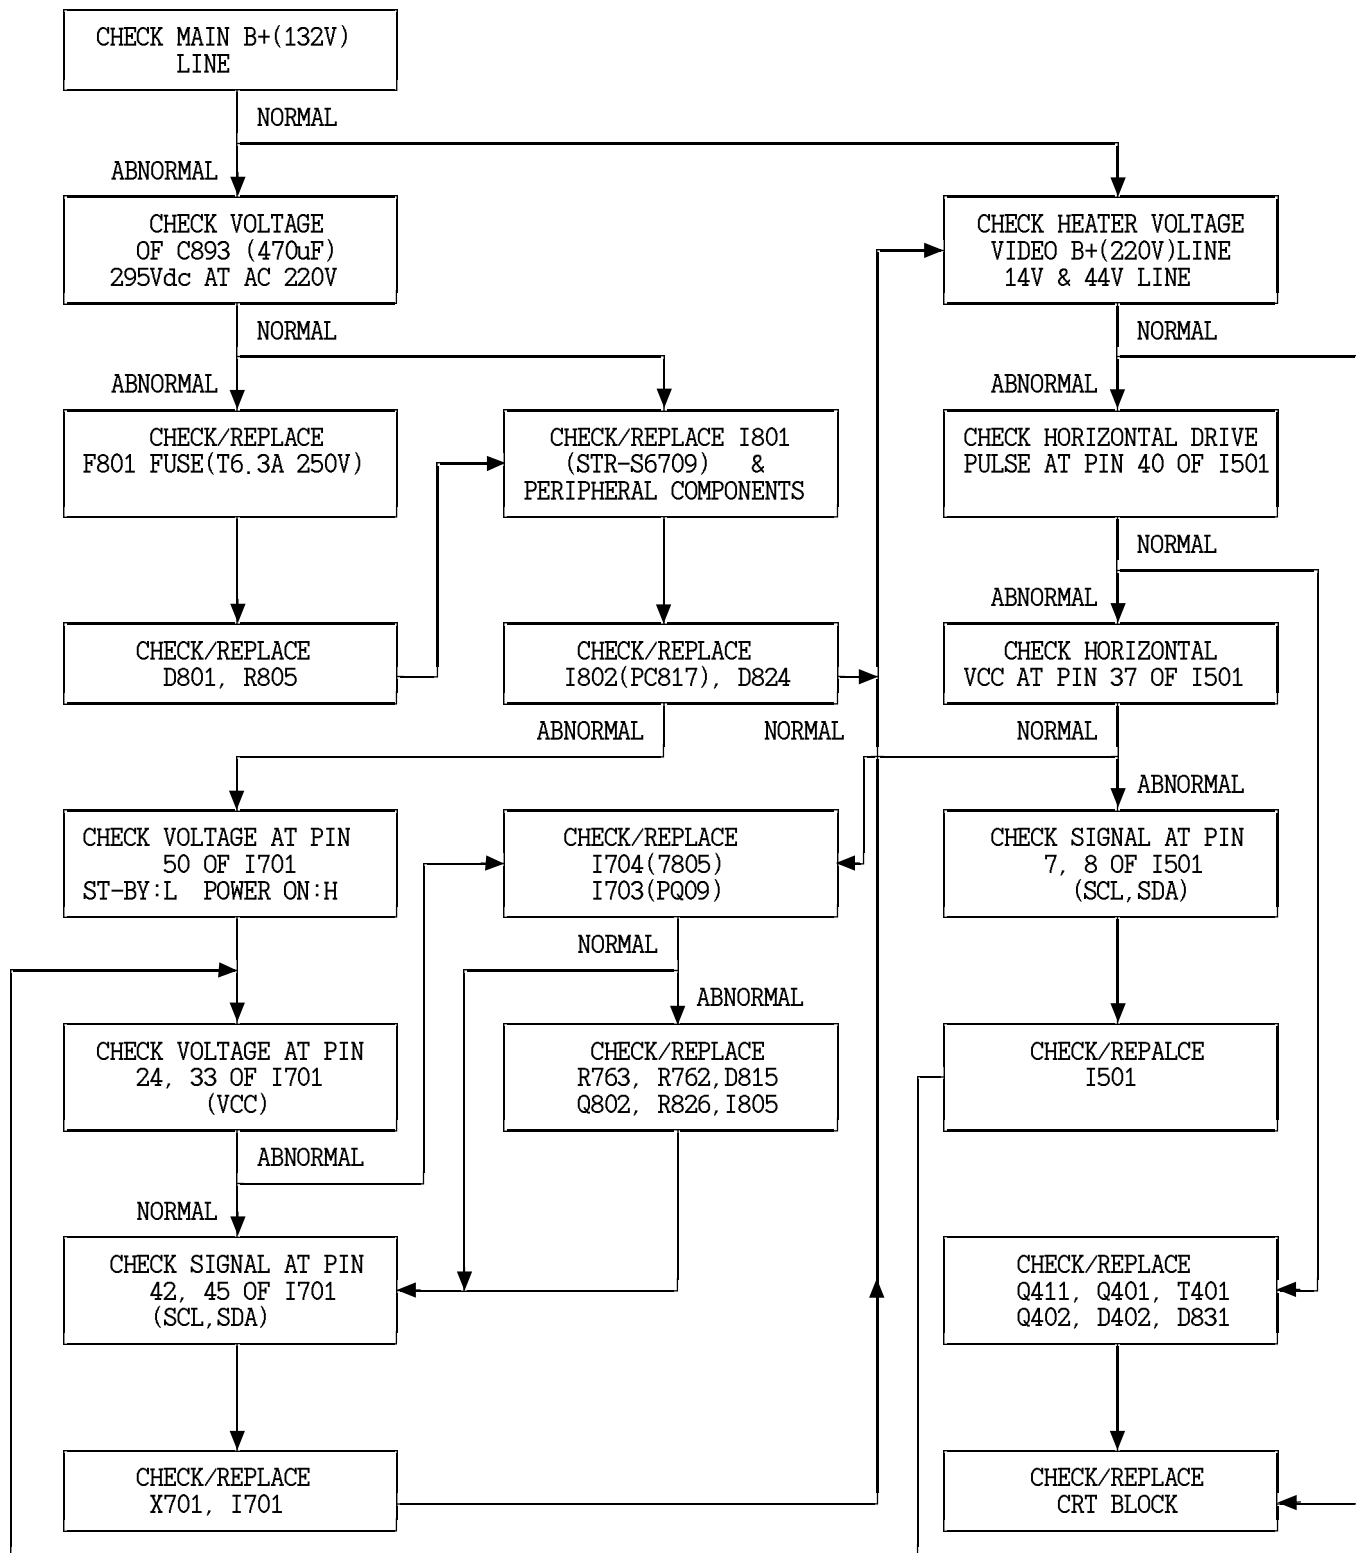 CHECK MAIN B+(132V)
LINE
NORMAL
ABNORMAL
CHECK VOLTAGE
OF C893 (470uF)
295Vdc AT AC 220V
CHECK HEATER VOLTAGE
VIDEO B+(220V)LINE
14V & 44V LINE
NORMAL
NORMAL
ABNORMAL
ABNORMAL
CHECK/REPLACE
F801 FUSE(T6.3A 250V)
CHECK/REPLACE I801
(STR-S6709) &
PERIPHERAL COMPONENTS
CHECK HORIZONTAL DRIVE
PULSE AT PIN 40 OF I501
NORMAL
ABNORMAL
CHECK/REPLACE
D801, R805
CHECK/REPLACE
I802(PC817), D824
CHECK HORIZONTAL
VCC AT PIN 37 OF I501
ABNORMAL
NORMAL
NORMAL
ABNORMAL
CHECK VOLTAGE AT PIN
50 OF I701
ST-BY:L POWER ON:H
CHECK/REPLACE
I704(7805)
I703(PQ09)
CHECK SIGNAL AT PIN
7, 8 OF I501
(SCL,SDA)
NORMAL
ABNORMAL
CHECK VOLTAGE AT PIN
24, 33 OF I701
(VCC)
CHECK/REPLACE
R763, R762,D815
Q802, R826,I805
CHECK/REPALCE
I501
ABNORMAL
NORMAL
CHECK SIGNAL AT PIN
42, 45 OF I701
(SCL,SDA)
CHECK/REPLACE
Q411, Q401, T401
Q402, D402, D831
CHECK/REPLACE
X701, I701
CHECK/REPLACE
CRT BLOCK